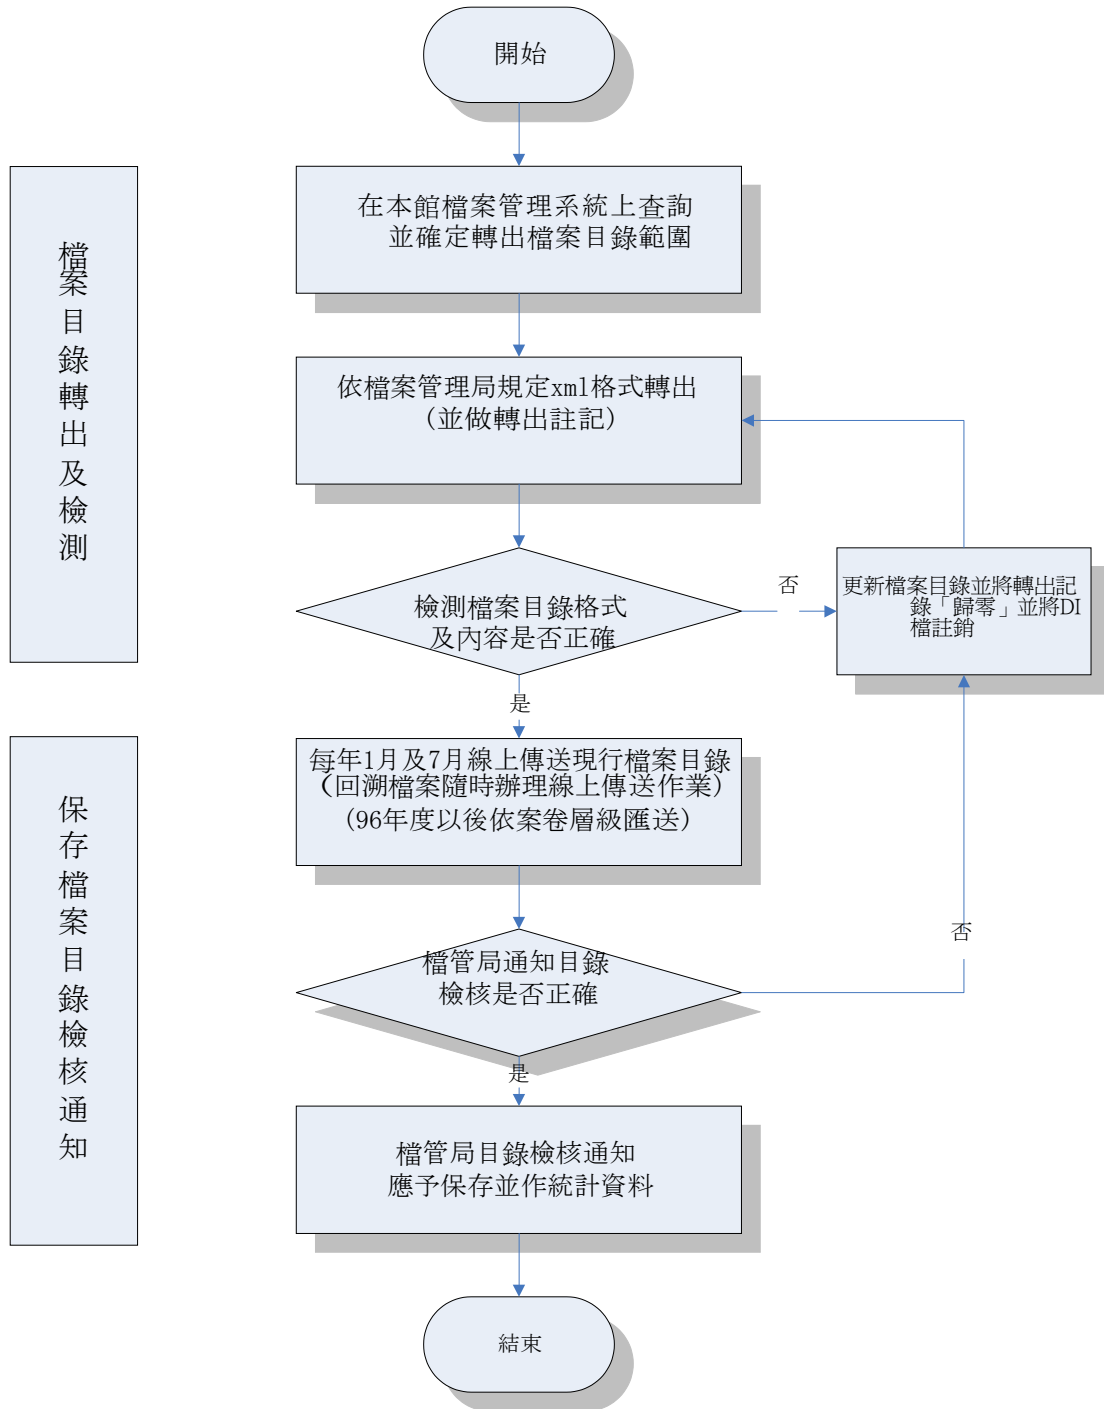 開始
檔案目錄轉出及檢測
在本館檔案管理系統上查詢
並確定轉出檔案目錄範圍
依檔案管理局規定xml格式轉出
(並做轉出註記)
檢測檔案目錄格式
及內容是否正確
否
更新檔案目錄並將轉出記
錄「歸零」並將DI
檔註銷
是
保存檔案目錄檢核通知
每年1月及7月線上傳送現行檔案目錄
(回溯檔案隨時辦理線上傳送作業)
(96年度以後依案卷層級匯送)
否
檔管局通知目錄
檢核是否正確
是
檔管局目錄檢核通知
應予保存並作統計資料
結束